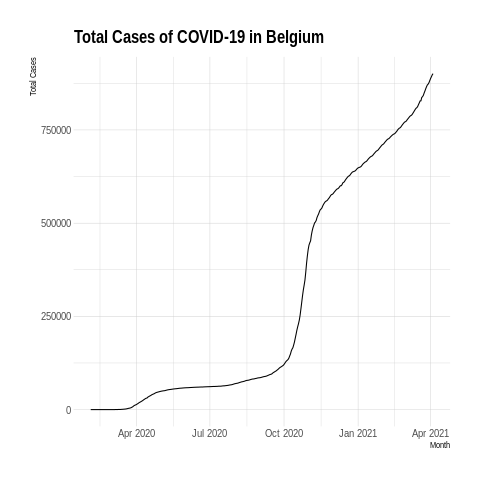 Total Cases of COVID-19 in Belgium
Total Cases
750000
500000
250000
0
Apr 2020 Jul 2020 Oct 2020 Jan 2021 Apr 2021
Month